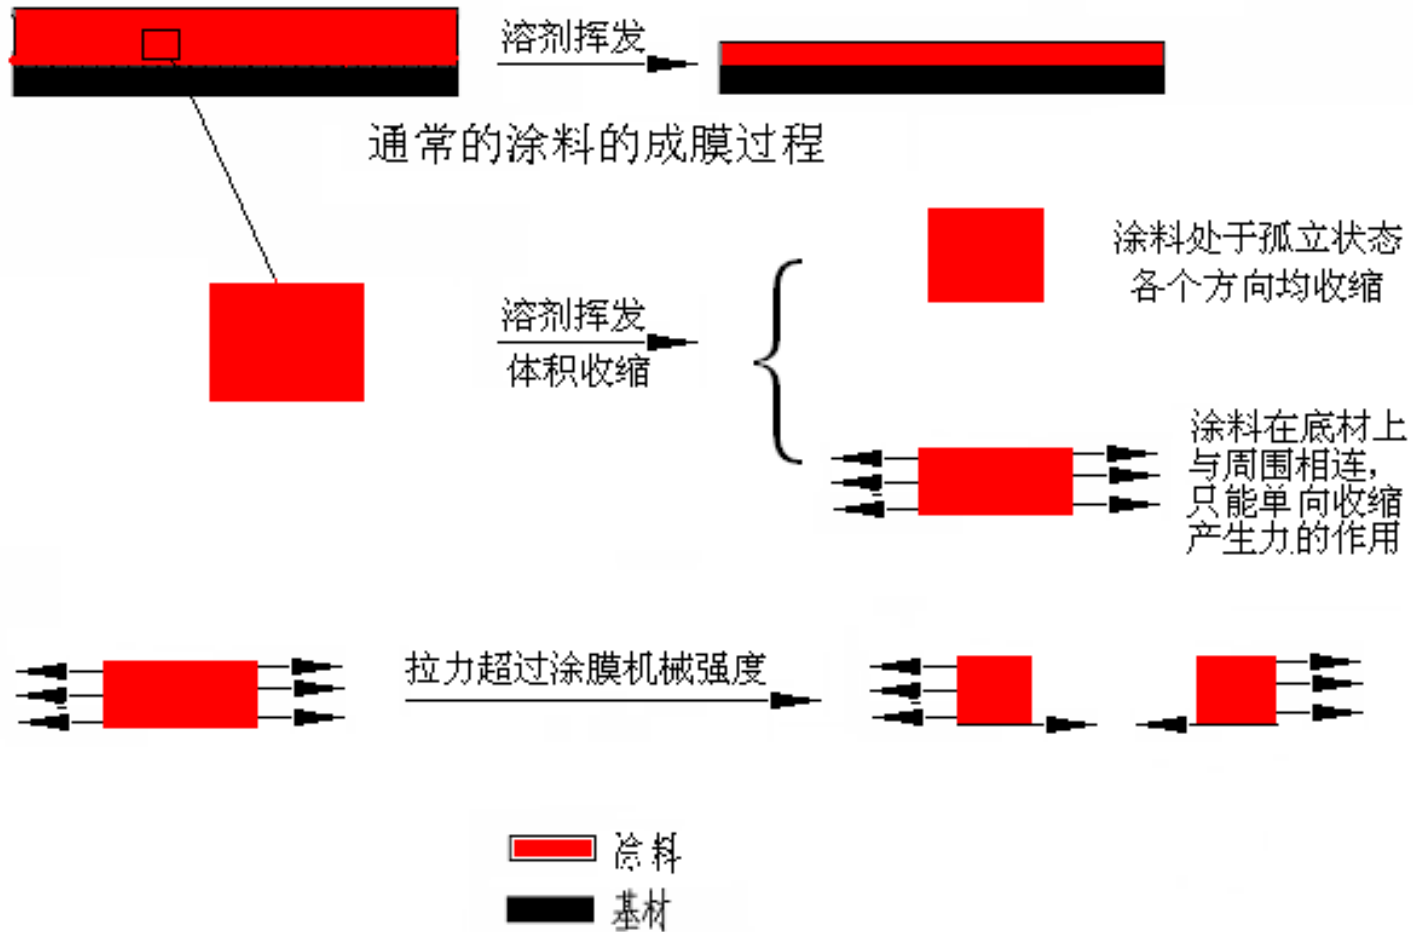 溶剂挥发
通常的涂料的成膜过程
涂料处于孤立状态
各个方向均收缩
溶剂挥发
体积收缩
涂料在底材上
与周围相连，
只能单向收缩
产生力的作用
拉力超过涂膜机械强度
涂料
基材